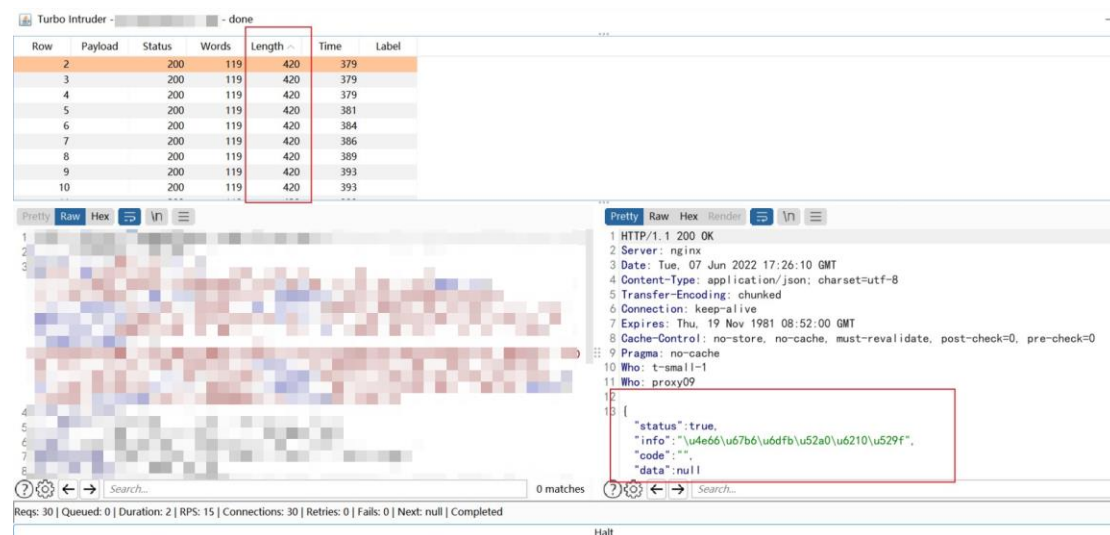 Turbo Intruder - - done
Row Payload Status Words Length Time Label
2 200 119 420 379
3 200 119 420 379
4 200 119 420 379
5 200 119 420 381
6 200 119 420 384
7 200 119 420 386
8 200 119 420 389
9 200 119 420 393
10 200 119 420 393
Pretty Raw Hex \n
1
2
3
4
5
6
7
8
Search...
0 matches
Pretty Raw Hex Render \n
1 HTTP/1.1 200 OK
2 Server: nginx
3 Date: Tue, 07 Jun 2022 17:26:10 GMT
4 Content-Type: application/json; charset=utf-8
5 Transfer-Encoding: chunked
6 Connection: keep-alive
7 Expires: Thu, 19 Nov 1981 08:52:00 GMT
8 Cache-Control: no-store, no-cache, must-revalidate, post-check=0, pre-check=0
9 Pragma: no-cache
10 Who: t-small-1
11 Who: proxy09
12
13 {
"status":true,
"info":"\u4e66\u67b6\u6dfb\u52a0\u6210\u529f",
"code":"",
"data":null
Search...
Reqs: 30 | Queued: 0 | Duration: 2 | RPS: 15 | Connections: 30 | Retries: 0 | Fails: 0 | Next: null | Completed
Halt